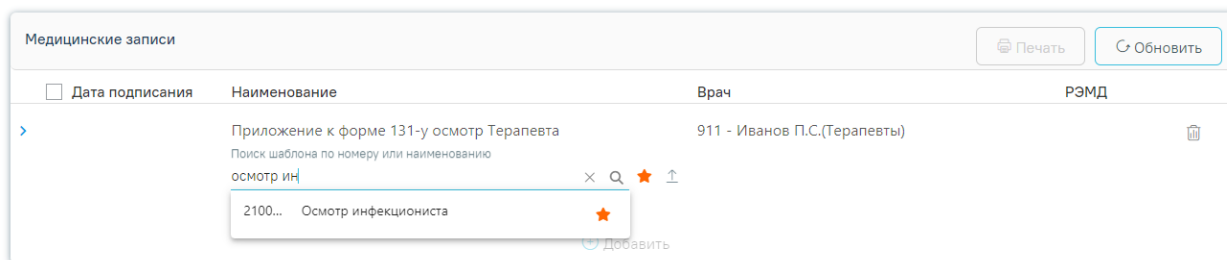 Медицинские записи
Печать
Обновить
Дата подписания Наименование Врач РЭМД
Приложение к форме 131-у осмотр Терапевта 911 - Иванов П.С.(Терапевты)
Поиск шаблона по номеру или наименованию
осмотр ин
2100... Осмотр инфекциониста
Добавить